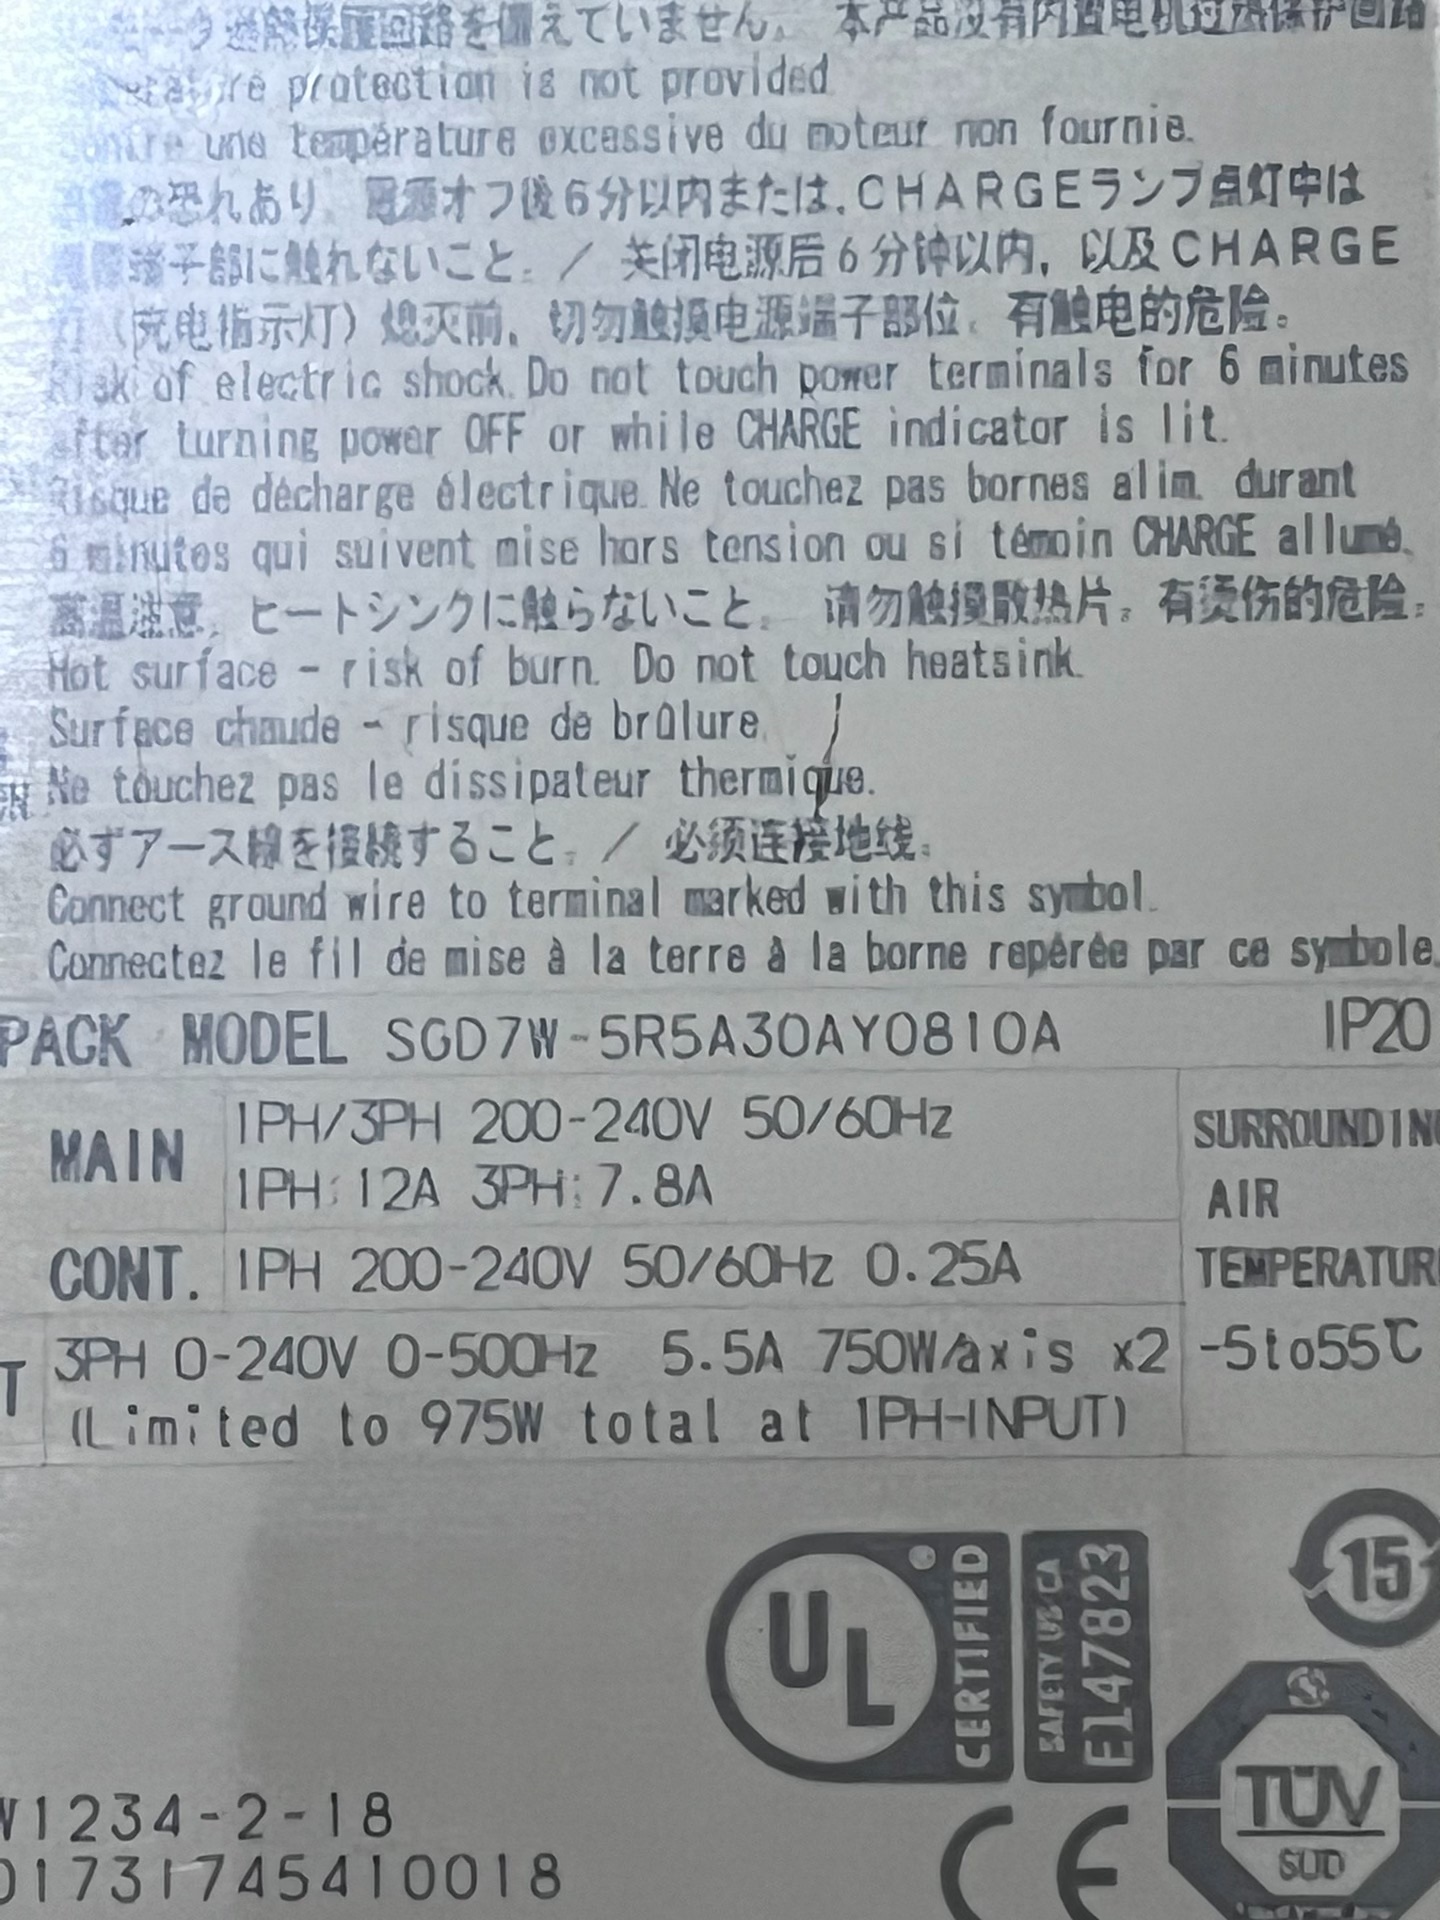 を備えていません。 本产品没有内置电机过热保护回路
protection is not provided
contre une température excessive du moteur non fournie.
の恐れあり 電源オフ後6分以内または、CHARGEランプ点灯中は
端子部に触れないこと。/ 关闭电源后6分钟以内，以及CHARGE
灯（充电指示灯）熄灭前，切勿触摸电源端子部位。有触电的危险。
Risk of electric shock. Do not touch power terminals for 6 minutes
after turning power OFF or while CHARGE indicator is lit.
Risque de décharge électrique. Ne touchez pas bornes alim. durant
6 minutes qui suivent mise hors tension ou si témoin CHARGE allumé.
高温注意。ヒートシンクに触らないこと。 请勿触摸散热片。有烫伤的危险。
Hot surface - risk of burn. Do not touch heatsink.
Surface chaude - risque de brûlure.
Ne touchez pas le dissipateur thermique.
必ずアース線を接続すること。/ 必须连接地线。
Connect ground wire to terminal marked with this symbol.
Connectez le fil de mise à la terre à la borne repérée par ce symbole.
PACK MODEL SGD7W-5R5A30AY0810A IP20
MAIN 1PH/3PH 200-240V 50/60Hz
1PH:12A 3PH:7.8A
CONT. 1PH 200-240V 50/60Hz 0.25A
T 3PH 0-240V 0-500Hz 5.5A 750W/axis x2
(Limited to 975W total at 1PH-INPUT)
SURROUNDING
AIR
TEMPERATURE
-5to55℃
UL CERTIFIED
SAFETY US CA
E147823
15
TÜV
SÜD
CE
W1234-2-18
D1731745410018